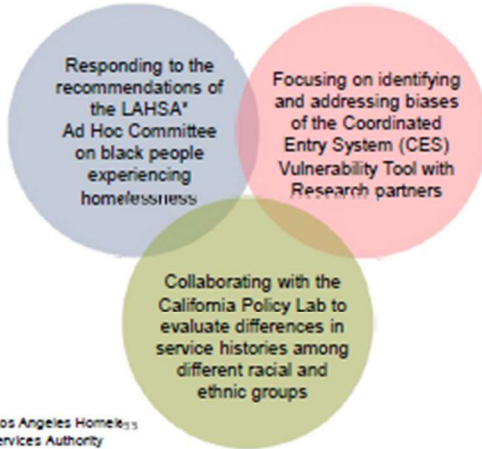 Responding to the
recommendations of
the LAHSA*
Ad Hoc Committee
on black people
experiencing
homelessness
Focusing on identifying
and addressing biases
of the Coordinated
Entry System (CES)
Vulnerability Tool with
Research partners
Collaborating with the
California Policy Lab to
evaluate differences in
service histories among
different racial and
ethnic groups
os Angeles Homeless
ervices Authority